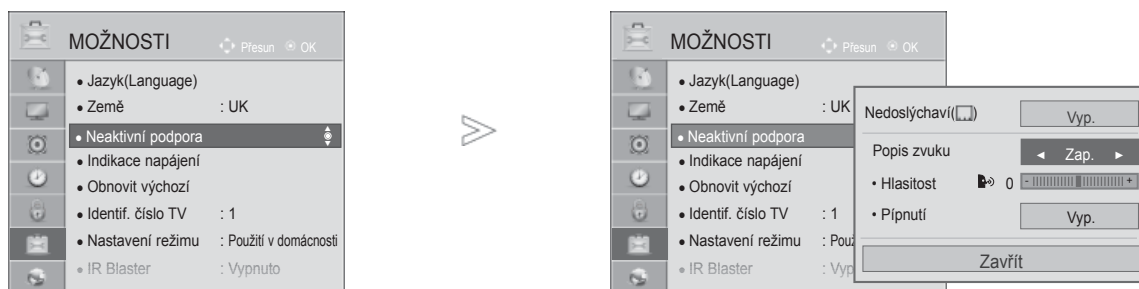 MOŽNOSTI Přesun OK
• Jazyk(Language)
• Země : UK
• Neaktivní podpora
• Indikace napájení
• Obnovit výchozí
• Identif. číslo TV : 1
• Nastavení režimu : Použití v domácnosti
• IR Blaster : Vypnuto
MOŽNOSTI Přesun OK
• Jazyk(Language)
• Země : UK
• Neaktivní podpora
• Indikace napájení
• Obnovit výchozí
• Identif. číslo TV : 1
• Nastavení režimu : Použ
• IR Blaster : Vyp
Nedoslýchaví( ) Vyp.
Popis zvuku ◄ Zap. ►
• Hlasitost 0 - +
• Pípnutí Vyp.
Zavřít